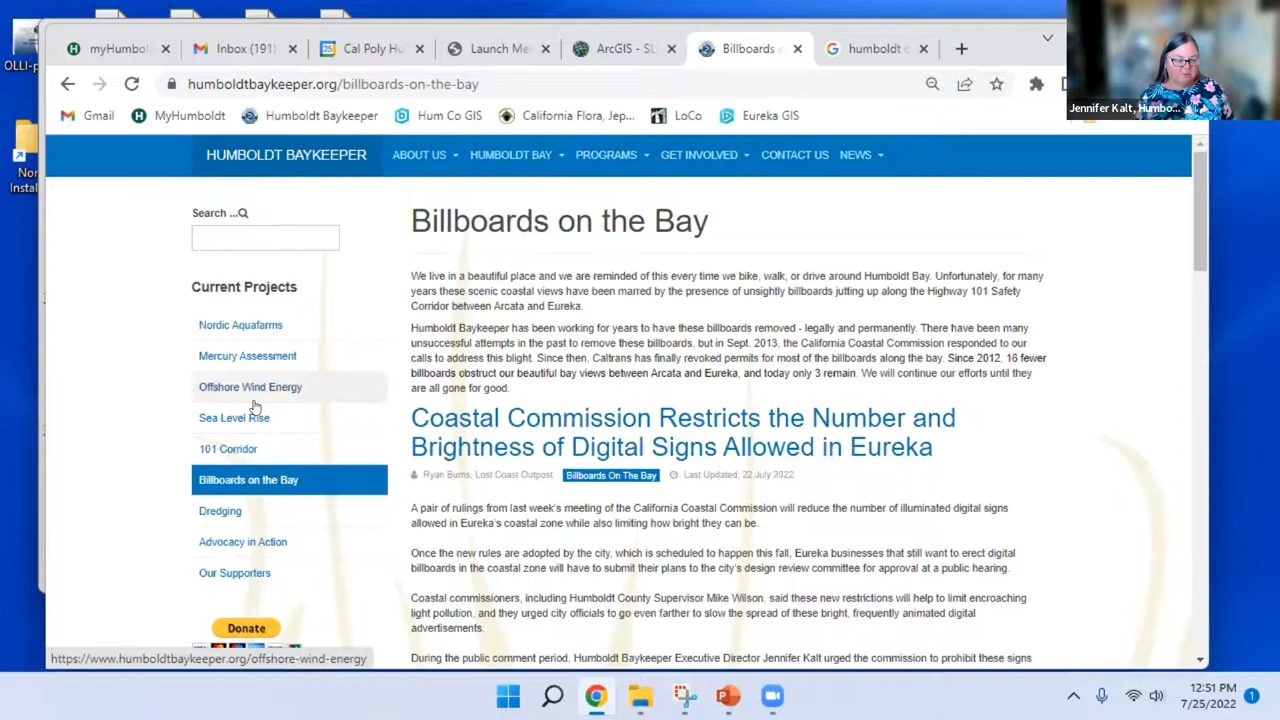 OLLI-p
myHumbol
Inbox (191)
Cal Poly Hu
Launch Me
ArcGIS - SL
Billboards o
humboldt c
humboldtbaykeeper.org/billboards-on-the-bay
Jennifer Kalt, Humbo...
Gmail
MyHumboldt
Humboldt Baykeeper
Hum Co GIS
California Flora, Jep...
LoCo
Eureka GIS
HUMBOLDT BAYKEEPER
ABOUT US
HUMBOLDT BAY
PROGRAMS
GET INVOLVED
CONTACT US
NEWS
Nor
Instal
Search ...
Current Projects
Nordic Aquafarms
Mercury Assessment
Offshore Wind Energy
Sea Level Rise
101 Corridor
Billboards on the Bay
Dredging
Advocacy in Action
Our Supporters
Donate
Billboards on the Bay
We live in a beautiful place and we are reminded of this every time we bike, walk, or drive around Humboldt Bay. Unfortunately, for many
years these scenic coastal views have been marred by the presence of unsightly billboards jutting up along the Highway 101 Safety
Corridor between Arcata and Eureka.
Humboldt Baykeeper has been working for years to have these billboards removed - legally and permanently. There have been many
unsuccessful attempts in the past to remove these billboards, but in Sept. 2013, the California Coastal Commission responded to our
calls to address this blight. Since then, Caltrans has finally revoked permits for most of the billboards along the bay. Since 2012, 16 fewer
billboards obstruct our beautiful bay views between Arcata and Eureka, and today only 3 remain. We will continue our efforts until they
are all gone for good.
Coastal Commission Restricts the Number and
Brightness of Digital Signs Allowed in Eureka
Ryan Burns, Lost Coast Outpost
Billboards On The Bay
Last Updated: 22 July 2022
A pair of rulings from last week's meeting of the California Coastal Commission will reduce the number of illuminated digital signs
allowed in Eureka's coastal zone while also limiting how bright they can be.
Once the new rules are adopted by the city, which is scheduled to happen this fall, Eureka businesses that still want to erect digital
billboards in the coastal zone will have to submit their plans to the city's design review committee for approval at a public hearing.
Coastal commissioners, including Humboldt County Supervisor Mike Wilson, said these new restrictions will help to limit encroaching
light pollution, and they urged city officials to go even farther to slow the spread of these bright, frequently animated digital
advertisements.
During the public comment period, Humboldt Baykeeper Executive Director Jennifer Kalt urged the commission to prohibit these signs
https://www.humboldtbaykeeper.org/offshore-wind-energy
12:51 PM
7/25/2022
1